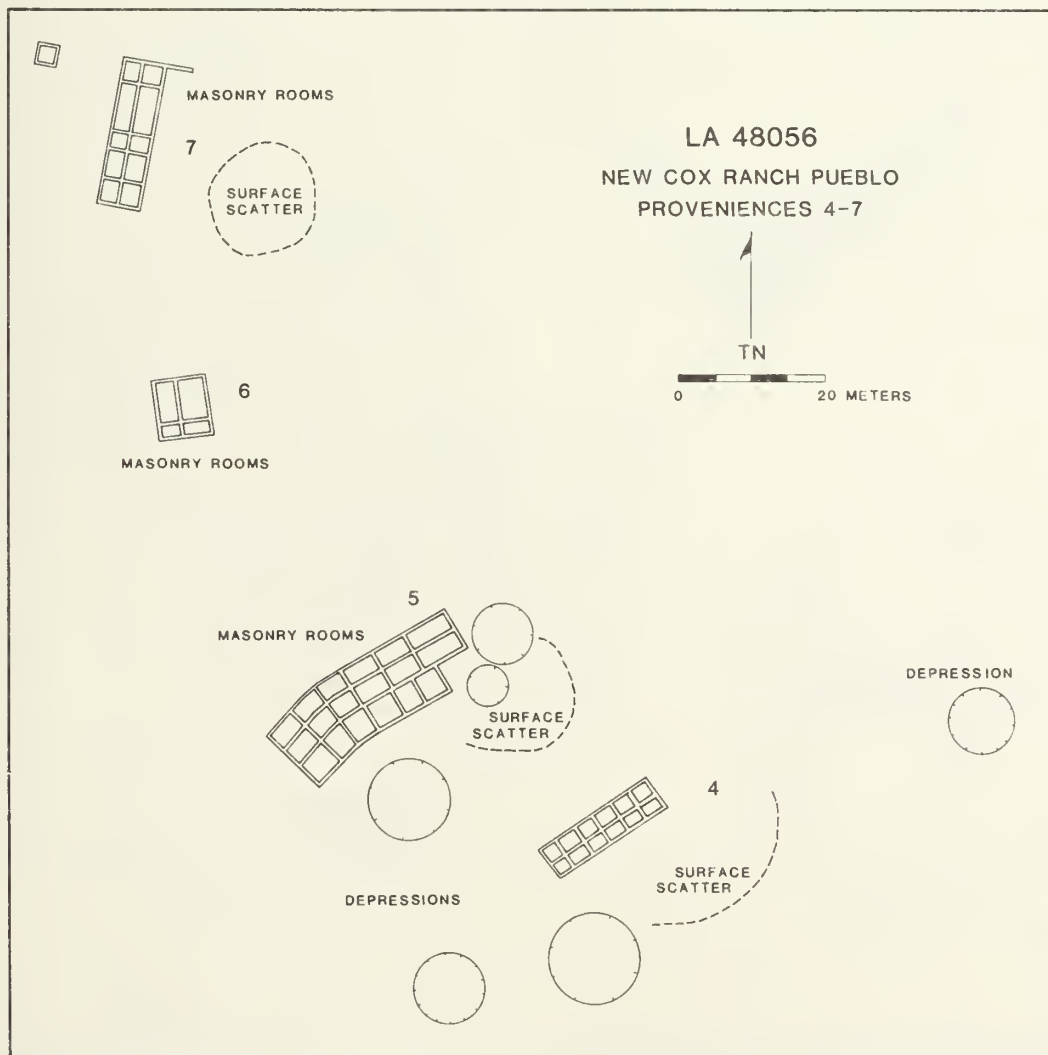 MASONRY ROOMS
7
SURFACE
SCATTER
LA 48056
NEW COX RANCH PUEBLO
PROVENIENCES 4-7
TN
0 20 METERS
6
MASONRY ROOMS
5
MASONRY ROOMS
SURFACE
SCATTER
DEPRESSION
4
SURFACE
SCATTER
DEPRESSIONS